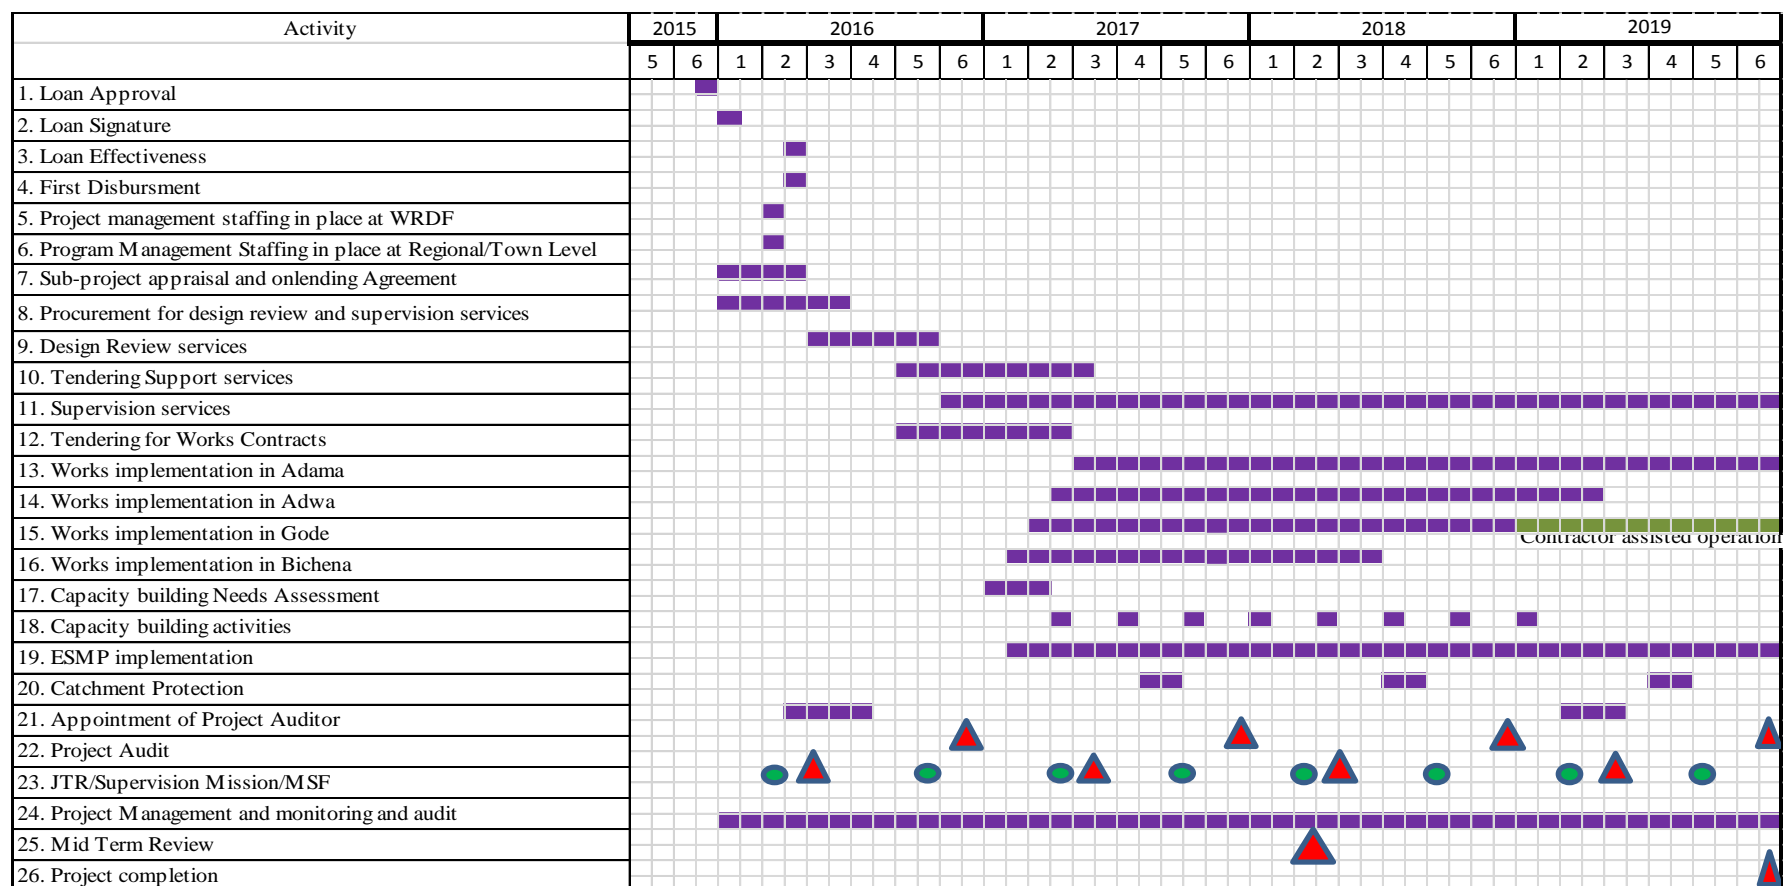 Activity 2015 2016 2017 2018 2019
5 6 1 2 3 4 5 6 1 2 3 4 5 6 1 2 3 4 5 6 1 2 3 4 5 6
1. Loan Approval
2. Loan Signature
3. Loan Effectiveness
4. First Disbursment
5. Project management staffing in place at WRDF
6. Program Management Staffing in place at Regional/Town Level
7. Sub-project appraisal and onlending Agreement
8. Procurement for design review and supervision services
9. Design Review services
10. Tendering Support services
11. Supervision services
12. Tendering for Works Contracts
13. Works implementation in Adama
14. Works implementation in Adwa
15. Works implementation in Gode
Contractor assisted operation
16. Works implementation in Bichena
17. Capacity building Needs Assessment
18. Capacity building activities
19. ESMP implementation
20. Catchment Protection
21. Appointment of Project Auditor
22. Project Audit
23. JTR/Supervision Mission/MSF
24. Project Management and monitoring and audit
25. Mid Term Review
26. Project completion